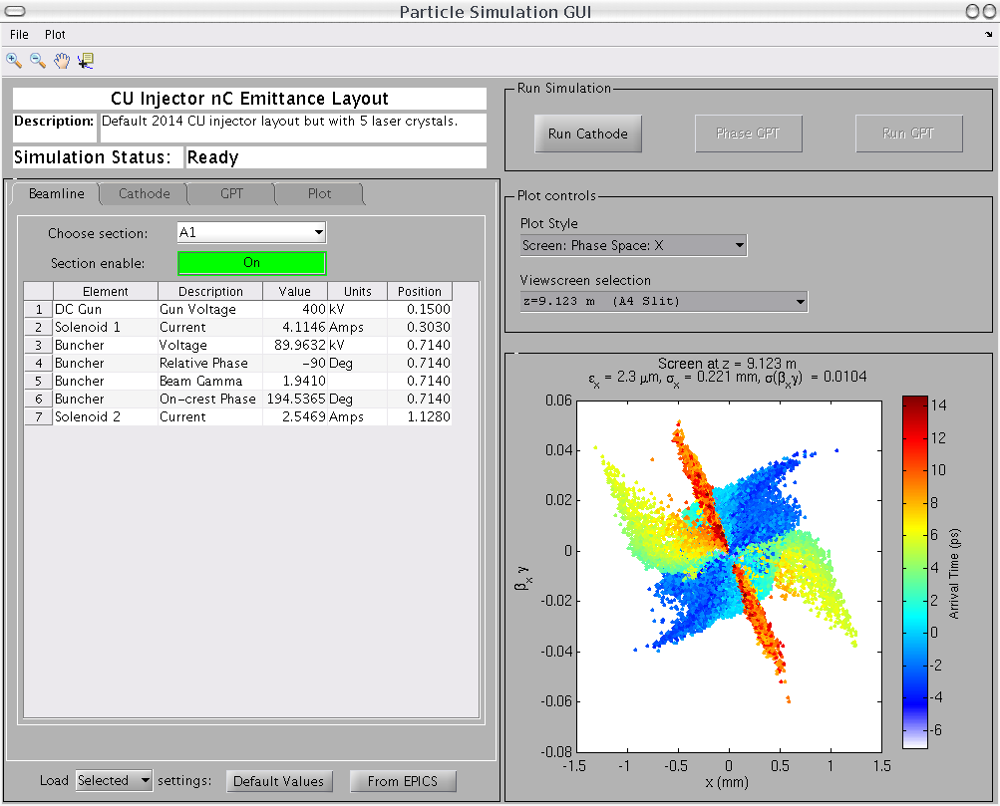 Particle Simulation GUI
File Plot
CU Injector nC Emittance Layout
Description: Default 2014 CU injector layout but with 5 laser crystals.
Simulation Status: Ready
Beamline Cathode GPT Plot
Choose section: A1
Section enable: On
Element Description Value Units Position
1 DC Gun Gun Voltage 400 kV 0.1500
2 Solenoid 1 Current 4.1146 Amps 0.3030
3 Buncher Voltage 89.9632 kV 0.7140
4 Buncher Relative Phase −90 Deg 0.7140
5 Buncher Beam Gamma 1.9410 0.7140
6 Buncher On-crest Phase 194.5365 Deg 0.7140
7 Solenoid 2 Current 2.5469 Amps 1.1280
Load Selected settings: Default Values From EPICS
Run Simulation
Run Cathode Phase GPT Run GPT
Plot controls
Plot Style
Screen: Phase Space: X
Viewscreen selection
z=9.123 m (A4 Slit)
Screen at z = 9.123 m
εx = 2.3 μm, σx = 0.221 mm, σ(βxγ) = 0.0104
0.06
0.04
0.02
0
-0.02
-0.04
-0.06
-0.08
βx γ
-1.5 -1 -0.5 0 0.5 1 1.5
x (mm)
14
12
10
8
6
4
2
0
-2
-4
-6
Arrival Time (ps)